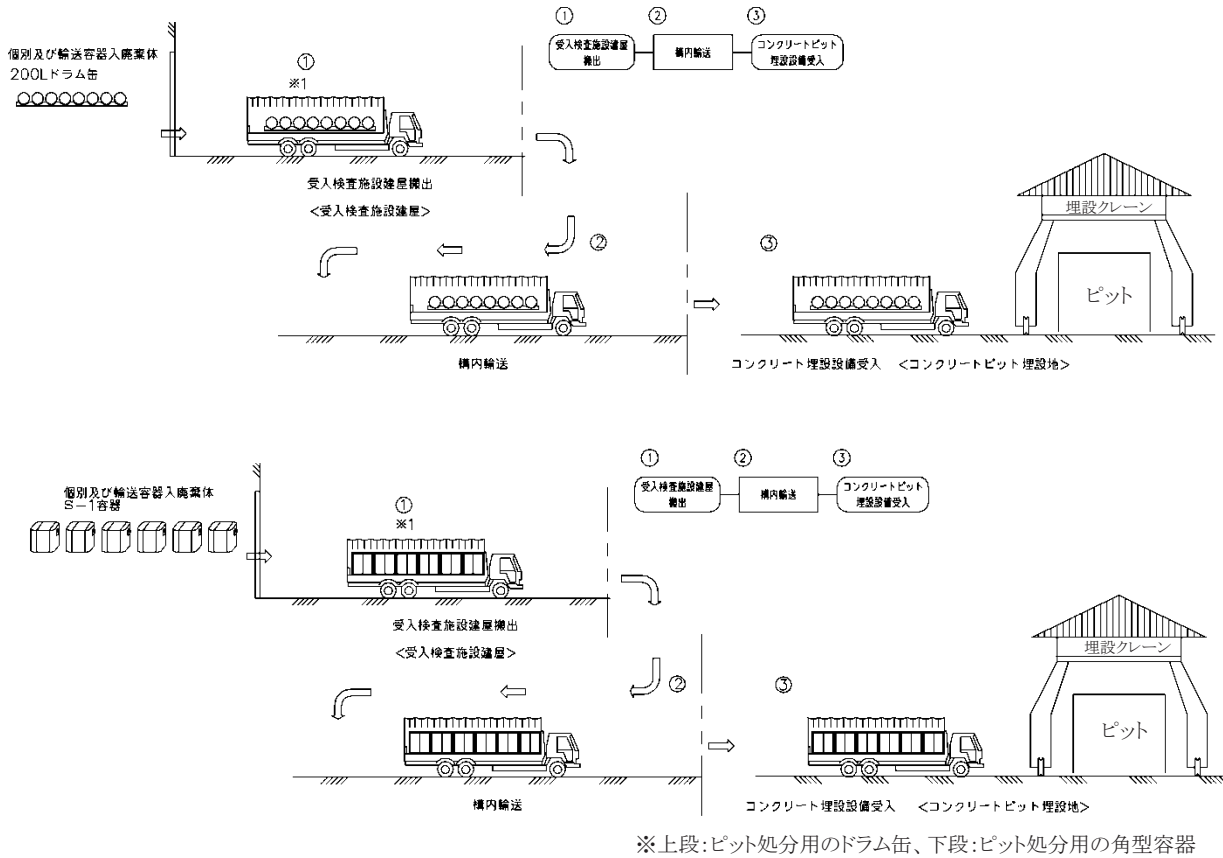 個別及び輸送容器入廃棄体
200Lドラム缶
①
※1
受入検査施設建屋搬出
<受入検査施設建屋>
① ② ③
受入検査施設建屋
搬出
構内輸送
コンクリートピット
埋設設備受入
②
構内輸送
③
コンクリート埋設設備受入 <コンクリートピット埋設地>
埋設クレーン
ピット
個別及び輸送容器入廃棄体
S-1容器
①
※1
受入検査施設建屋搬出
<受入検査施設建屋>
① ② ③
受入検査施設建屋
搬出
構内輸送
コンクリートピット
埋設設備受入
②
構内輸送
③
コンクリート埋設設備受入 <コンクリートピット埋設地>
埋設クレーン
ピット
※上段:ピット処分用のドラム缶、下段:ピット処分用の角型容器